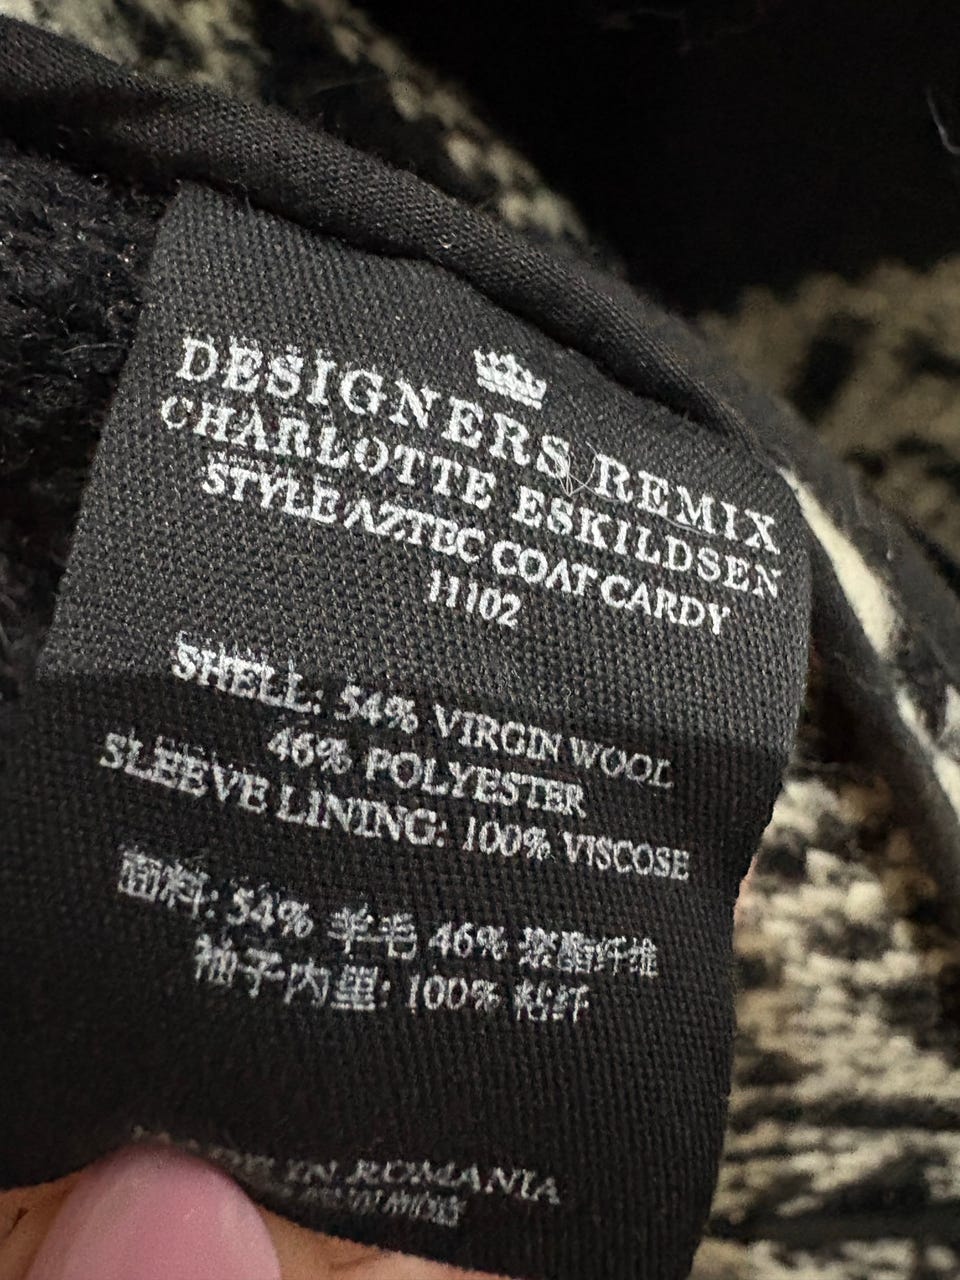 DESIGNERS REMIX
CHARLOTTE ESKILDSEN
STYLE AZTEC COAT CARDY
11102
SHELL: 54% VIRGIN WOOL
46% POLYESTER
SLEEVE LINING: 100% VISCOSE
面料: 54% 羊毛 46% 聚酯纤维
袖子内里: 100% 粘纤
IN ROMANIA